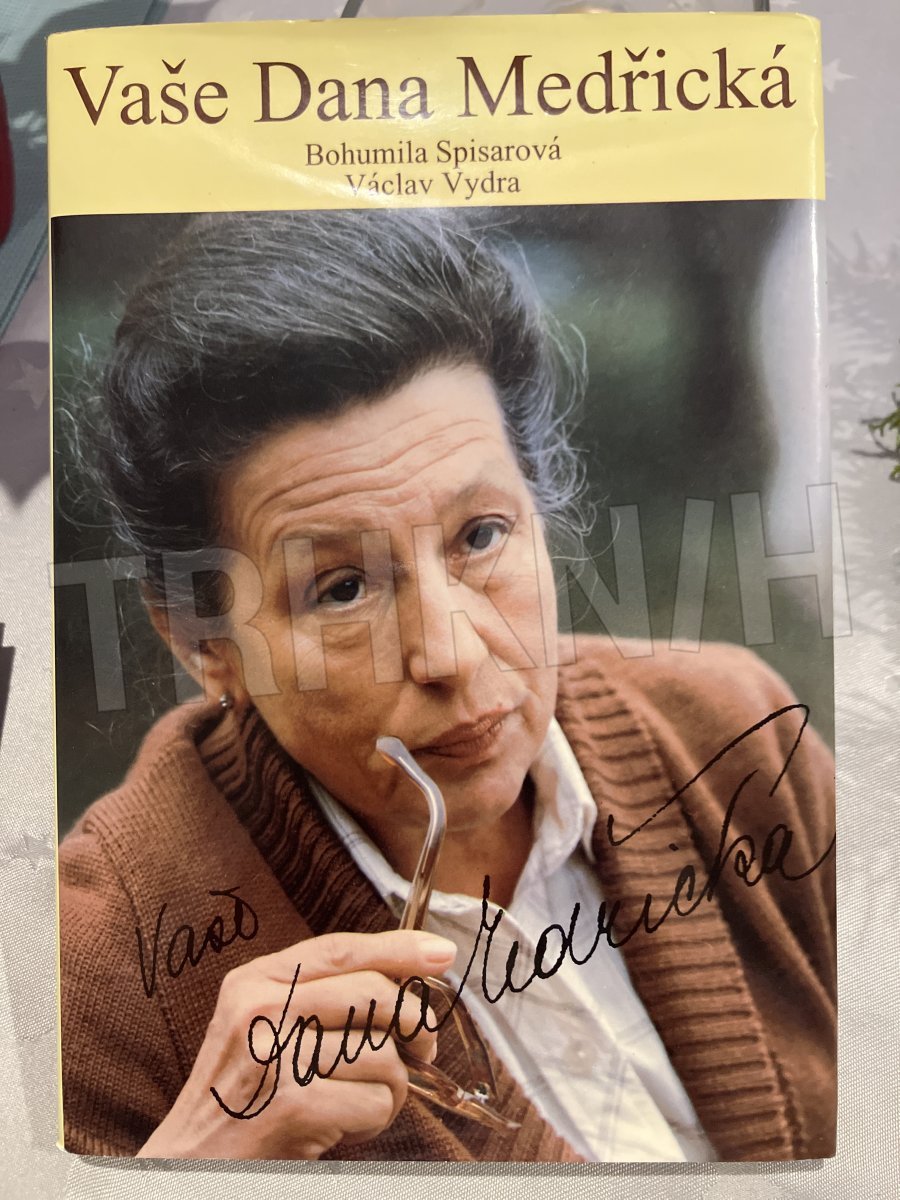 Vaše Dana Medřická
Bohumila Spisarová
Václav Vydra
TRHKNIH
Vaše
Dana Medřická